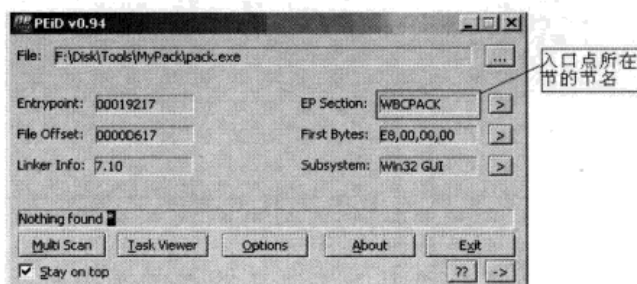 PEiD v0.94
File: F:\Disk\Tools\MyPack\pack.exe ...
入口点所在
节的节名
Entrypoint: 00019217 EP Section: WBCPACK >
File Offset: 0000D617 First Bytes: E8,00,00,00 >
Linker Info: 7.10 Subsystem: Win32 GUI >
Nothing found *
Multi Scan Task Viewer Options About Exit
Stay on top ?? ->